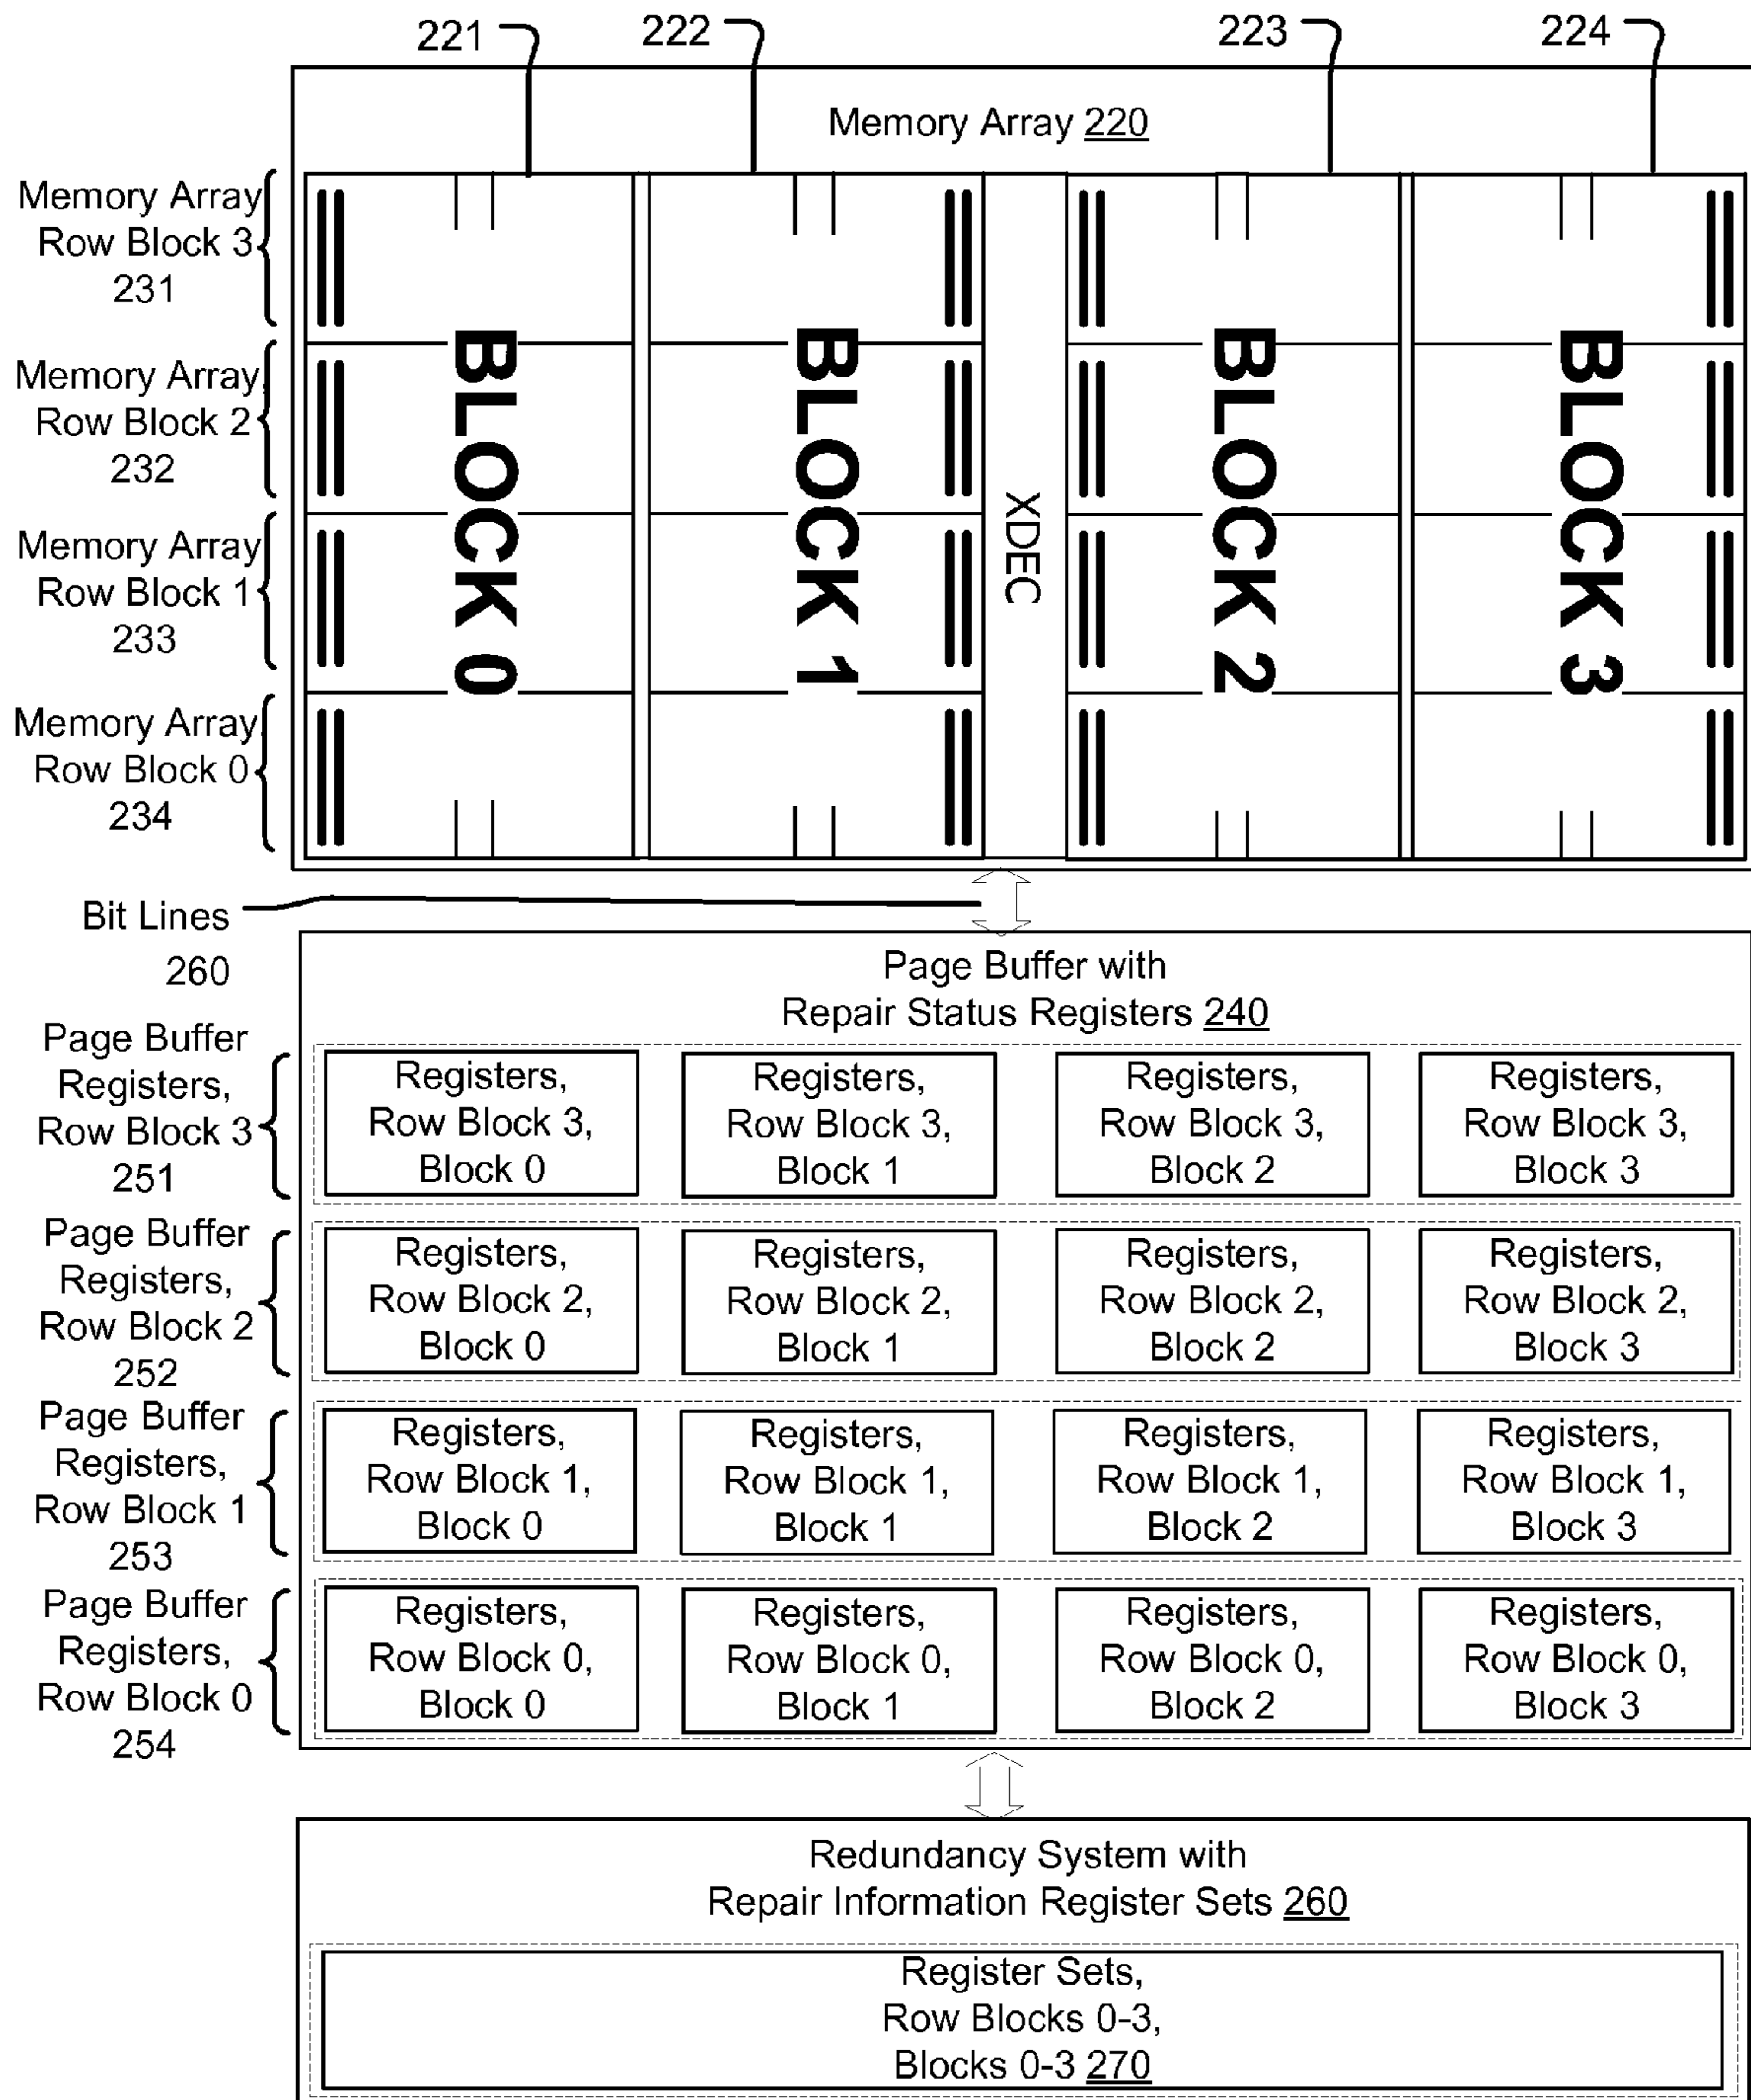 221
222
223
224
Memory Array 220
Memory Array
Row Block 3
231
Memory Array
Row Block 2
232
Memory Array
Row Block 1
233
Memory Array
Row Block 0
234
BLOCK 0
BLOCK 1
XDEC
BLOCK 2
BLOCK 3
Bit Lines
260
Page Buffer with
Repair Status Registers 240
Page Buffer
Registers,
Row Block 3
251
Registers,
Row Block 3,
Block 0
Registers,
Row Block 3,
Block 1
Registers,
Row Block 3,
Block 2
Registers,
Row Block 3,
Block 3
Page Buffer
Registers,
Row Block 2
252
Registers,
Row Block 2,
Block 0
Registers,
Row Block 2,
Block 1
Registers,
Row Block 2,
Block 2
Registers,
Row Block 2,
Block 3
Page Buffer
Registers,
Row Block 1
253
Registers,
Row Block 1,
Block 0
Registers,
Row Block 1,
Block 1
Registers,
Row Block 1,
Block 2
Registers,
Row Block 1,
Block 3
Page Buffer
Registers,
Row Block 0
254
Registers,
Row Block 0,
Block 0
Registers,
Row Block 0,
Block 1
Registers,
Row Block 0,
Block 2
Registers,
Row Block 0,
Block 3
Redundancy System with
Repair Information Register Sets 260
Register Sets,
Row Blocks 0-3,
Blocks 0-3 270